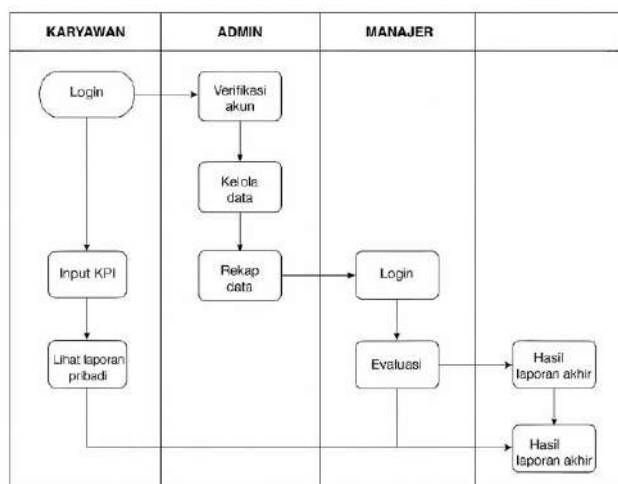 KARYAWAN
ADMIN
MANAJER
Login
Verifikasi
akun
Kelola
data
Input KPI
Rekap
data
Login
Lihat laporan
pribadi
Evaluasi
Hasil
laporan akhir
Hasil
laporan akhir